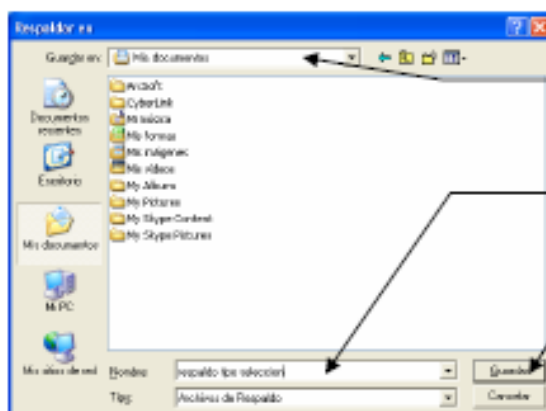 Respaldar en
Guardar en: Mis documentos
ArcSoft
CyberLink
Mi música
Mis formas
Mis imágenes
Mis vídeos
My Albums
My Pictures
My Skype Content
My Skype Pictures
Documentos
recientes
Escritorio
Mis documentos
Mi PC
Mis sitios de red
Nombre: respaldo tipo seleccion
Guardar
Tipo: Archivos de Respaldo
Cancelar